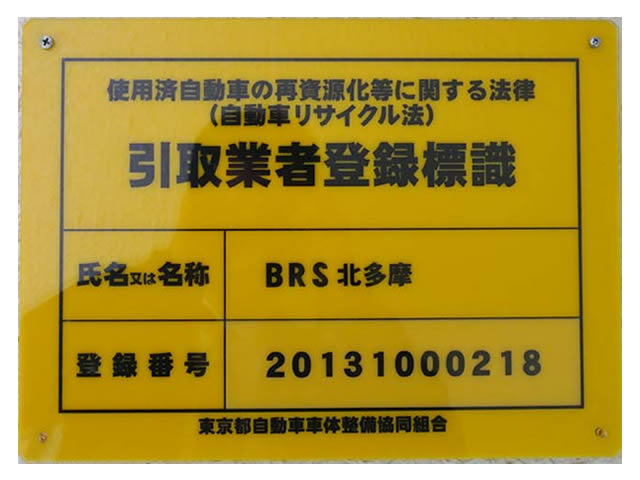 使用済自動車の再資源化等に関する法律
（自動車リサイクル法）
引取業者登録標識
氏名又は名称 BRS北多摩
登録番号 20131000218
東京都自動車車体整備協同組合